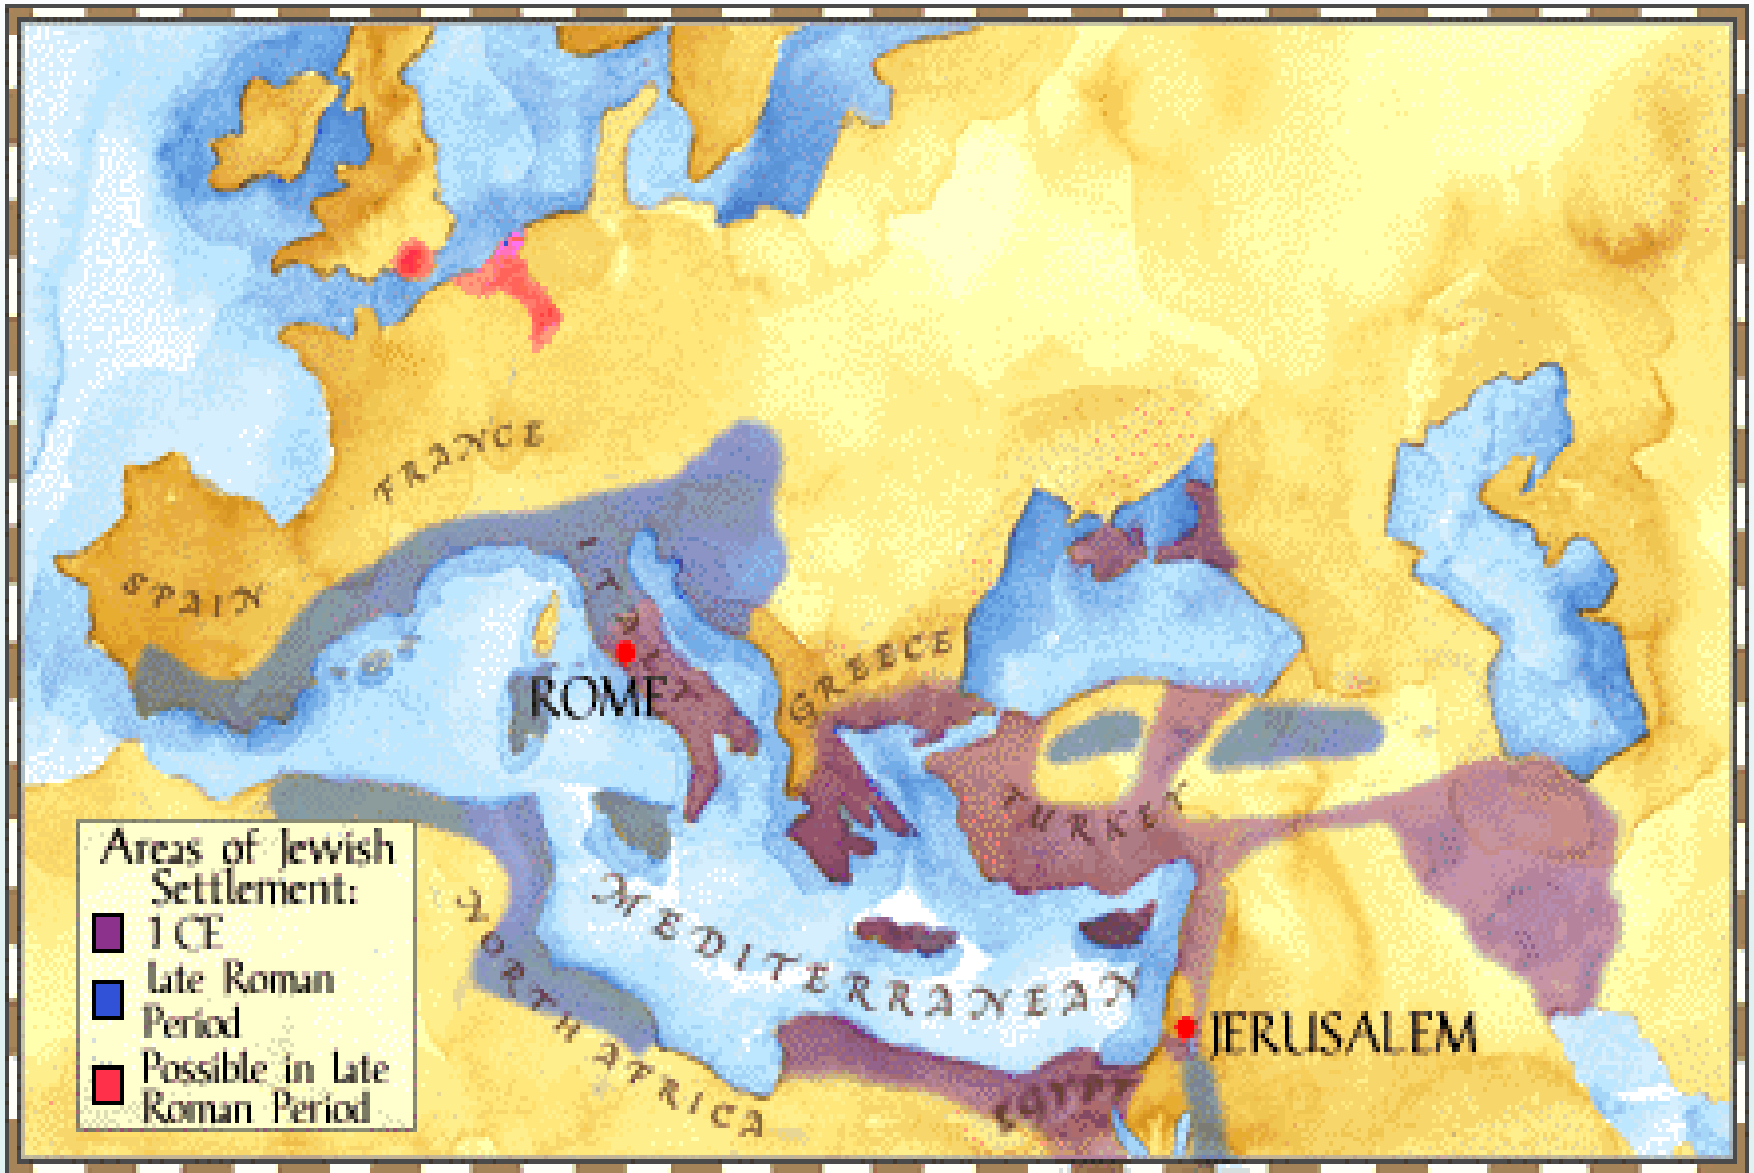 FRANCE
SPAIN
ITALY
ROME
GREECE
TURKEY
MEDITERRANEAN
NORTH AFRICA
EGYPT
JERUSALEM
Areas of Jewish
Settlement:
1 CE
Late Roman
Period
Possible in late
Roman Period